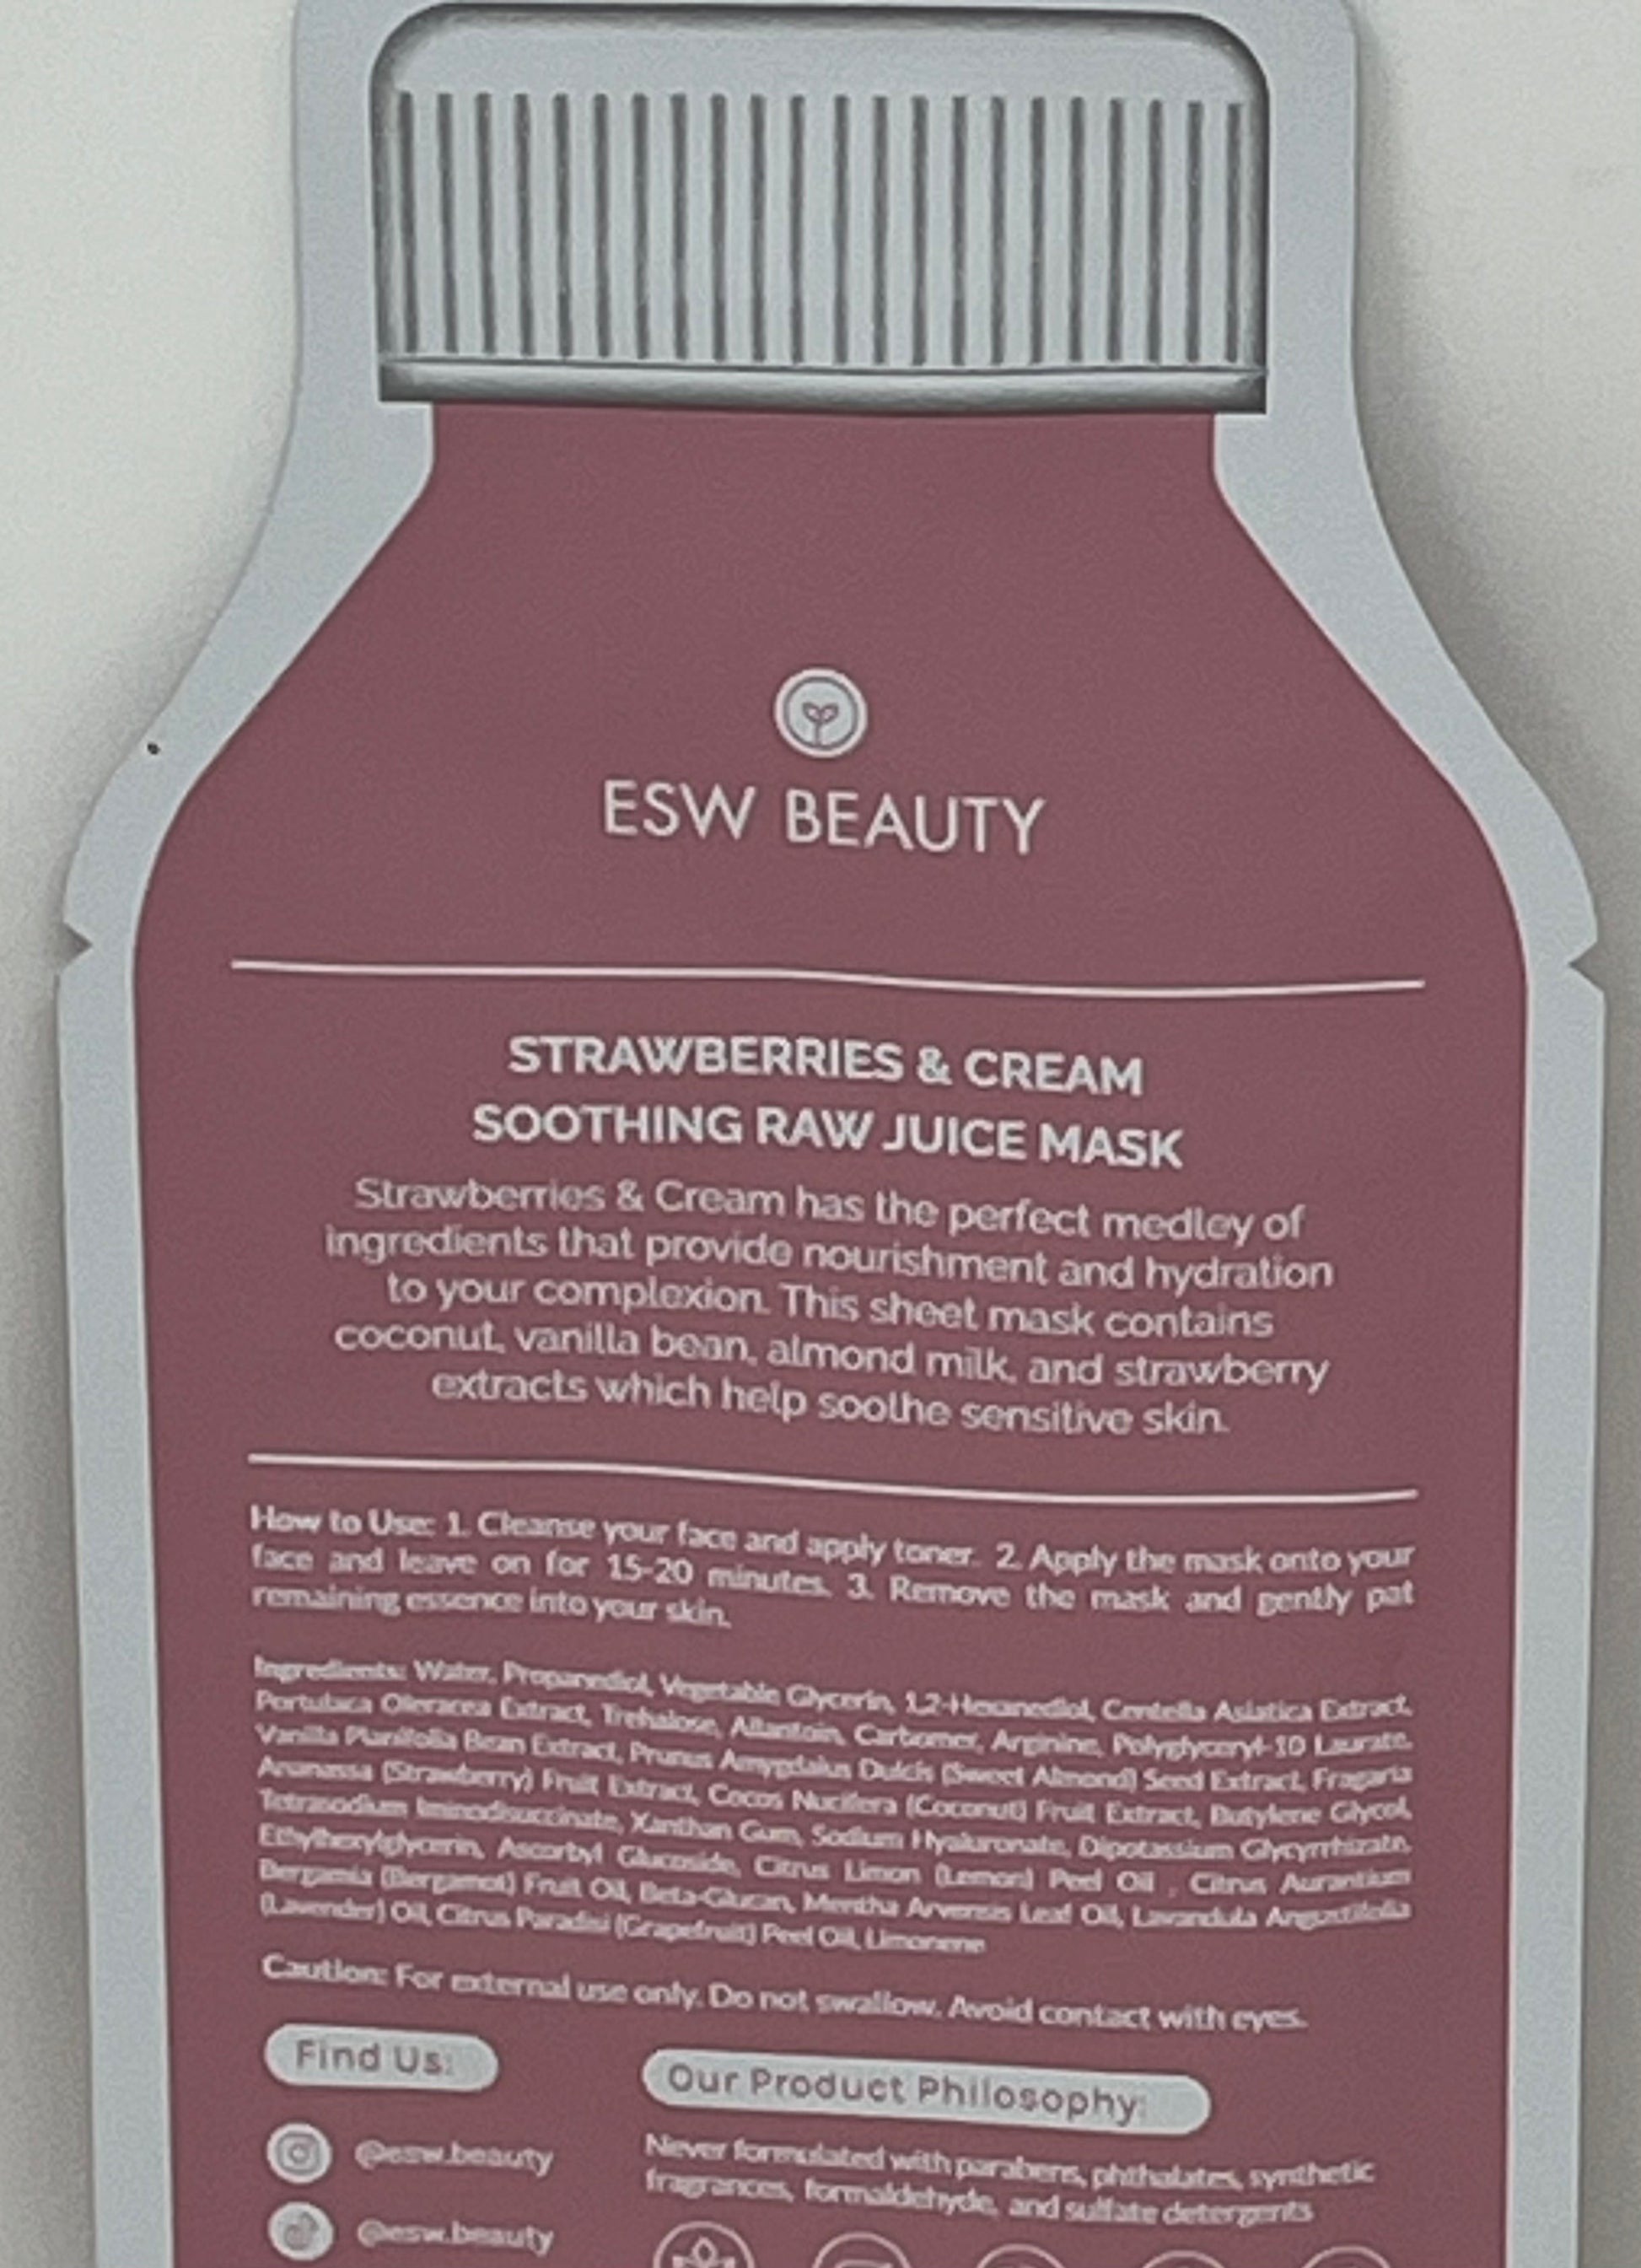 ESW BEAUTY
STRAWBERRIES & CREAM
SOOTHING RAW JUICE MASK
Strawberries & Cream has the perfect medley of
ingredients that provide nourishment and hydration
to your complexion. This sheet mask contains
coconut, vanilla bean, almond milk, and strawberry
extracts which help soothe sensitive skin.
How to Use: 1. Cleanse your face and apply toner. 2. Apply the mask onto your
face and leave on for 15-20 minutes. 3. Remove the mask and gently pat
remaining essence into your skin.
Ingredients: Water, Propanediol, Vegetable Glycerin, 1,2-Hexanediol, Centella Asiatica Extract,
Portulaca Oleracea Extract, Trehalose, Allantoin, Carbomer, Arginine, Polyglyceryl-10 Laurate,
Vanilla Planifolia Bean Extract, Prunus Amygdalus Dulcis (Sweet Almond) Seed Extract, Fragaria
Ananassa (Strawberry) Fruit Extract, Cocos Nucifera (Coconut) Fruit Extract, Butylene Glycol,
Tetrasodium Iminodisuccinate, Xanthan Gum, Sodium Hyaluronate, Dipotassium Glycyrrhizate,
Ethylhexylglycerin, Ascorbyl Glucoside, Citrus Limon (Lemon) Peel Oil , Citrus Aurantium
Bergamia (Bergamot) Fruit Oil, Beta-Glucan, Mentha Arvensis Leaf Oil, Lavandula Angustifolia
(Lavender) Oil, Citrus Paradisi (Grapefruit) Peel Oil, Limonene
Caution: For external use only. Do not swallow. Avoid contact with eyes.
Find Us:
@esw.beauty
@esw.beauty
Our Product Philosophy:
Never formulated with parabens, phthalates, synthetic
fragrances, formaldehyde, and sulfate detergents